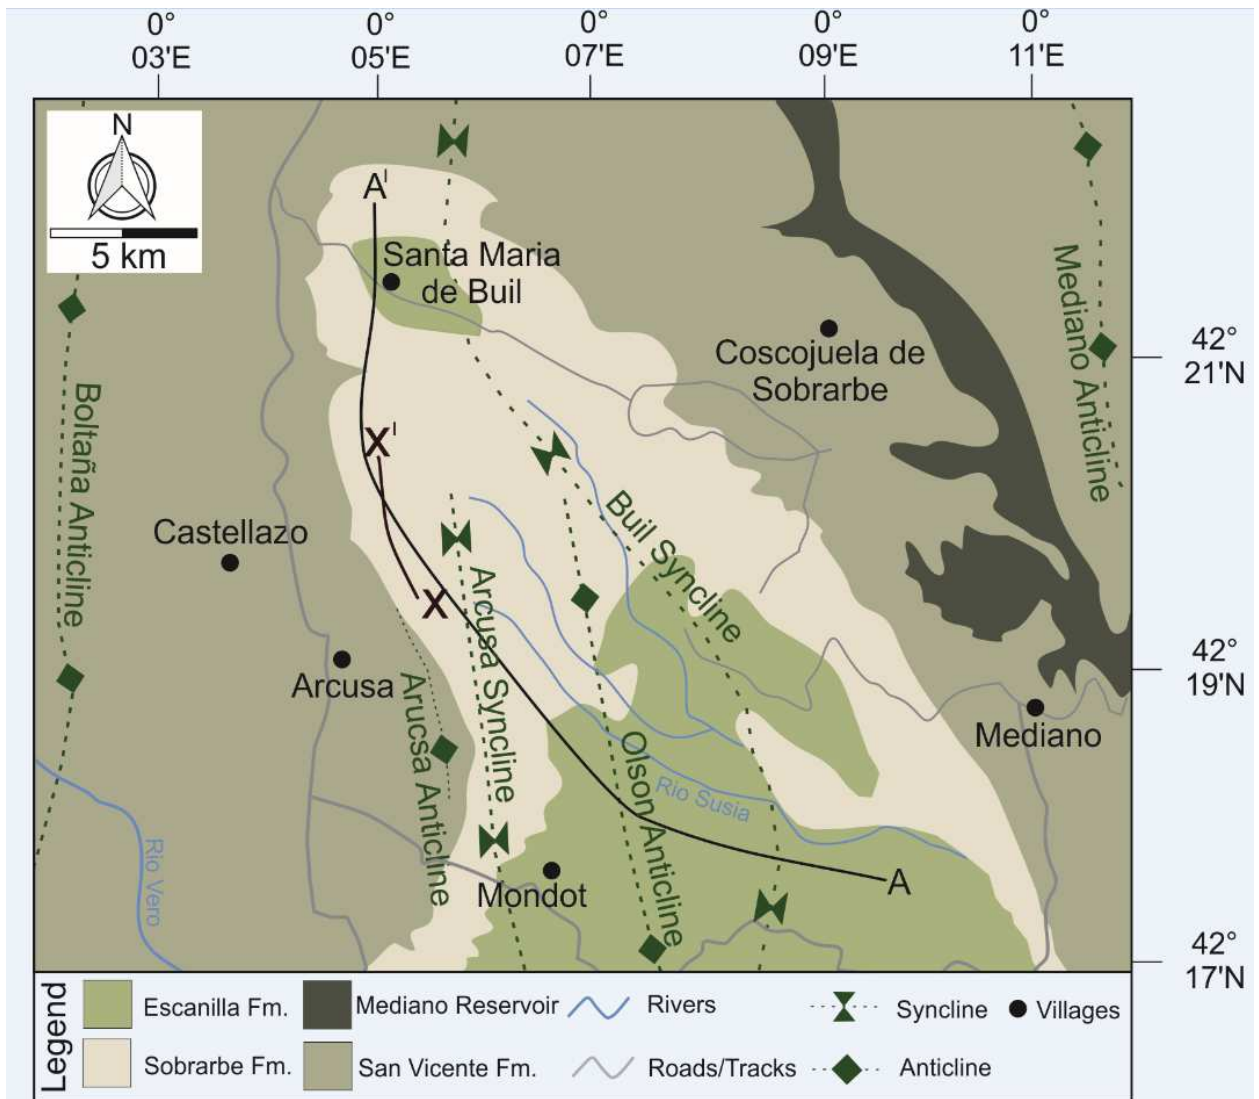 0°
03'E
0°
05'E
0°
07'E
0°
09'E
0°
11'E
N
5 km
A'
Santa Maria
de Buil
Coscojuela de
Sobrarbe
Mediano Anticline
42°
21'N
Boltaña Anticline
X'
Castellazo
Buil Syncline
X
Arcusa Syncline
Arcusa
Arucsa Anticline
42°
19'N
Mediano
Olson Anticline
Rio Susia
Rio Vero
Mondot
A
42°
17'N
Legend
Escanilla Fm.
Mediano Reservoir
Rivers
Syncline
Villages
Sobrarbe Fm.
San Vicente Fm.
Roads/Tracks
Anticline